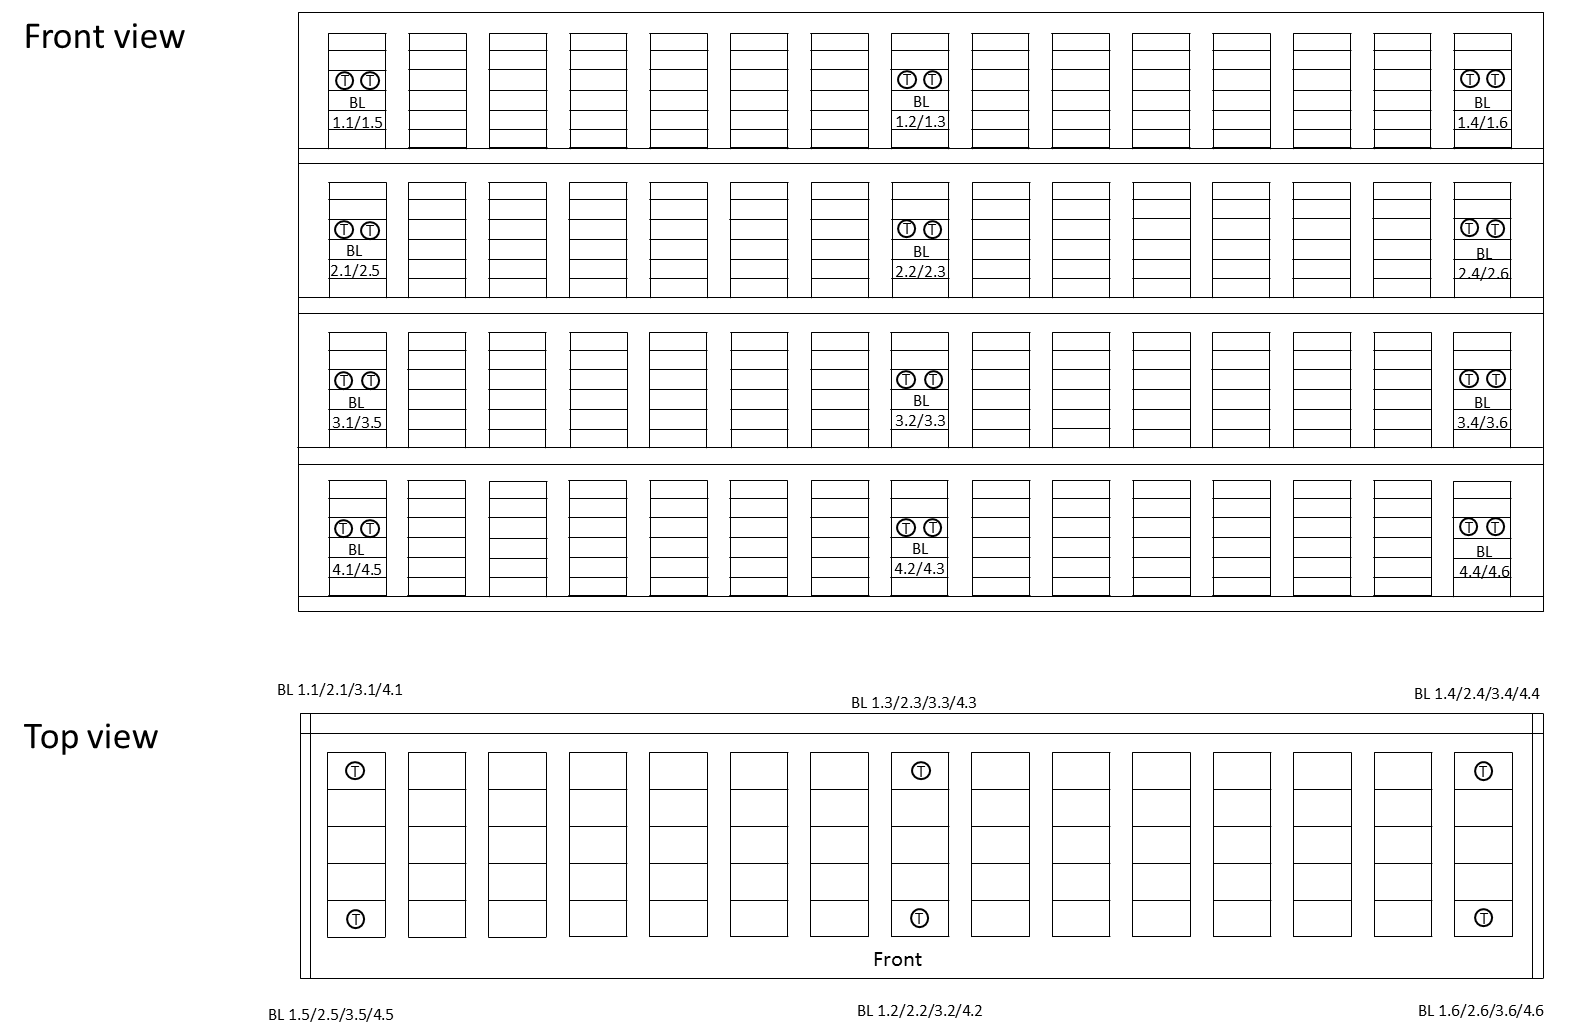 Front view
T T T T T T
BL BL BL
1.1/1.5 1.2/1.3 1.4/1.6
T T T T T T
BL BL BL
2.1/2.5 2.2/2.3 2.4/2.6
T T T T T T
BL BL BL
3.1/3.5 3.2/3.3 3.4/3.6
T T T T T T
BL BL BL
4.1/4.5 4.2/4.3 4.4/4.6
BL 1.1/2.1/3.1/4.1 BL 1.3/2.3/3.3/4.3 BL 1.4/2.4/3.4/4.4
Top view
T T T
T T T
Front
BL 1.5/2.5/3.5/4.5 BL 1.2/2.2/3.2/4.2 BL 1.6/2.6/3.6/4.6